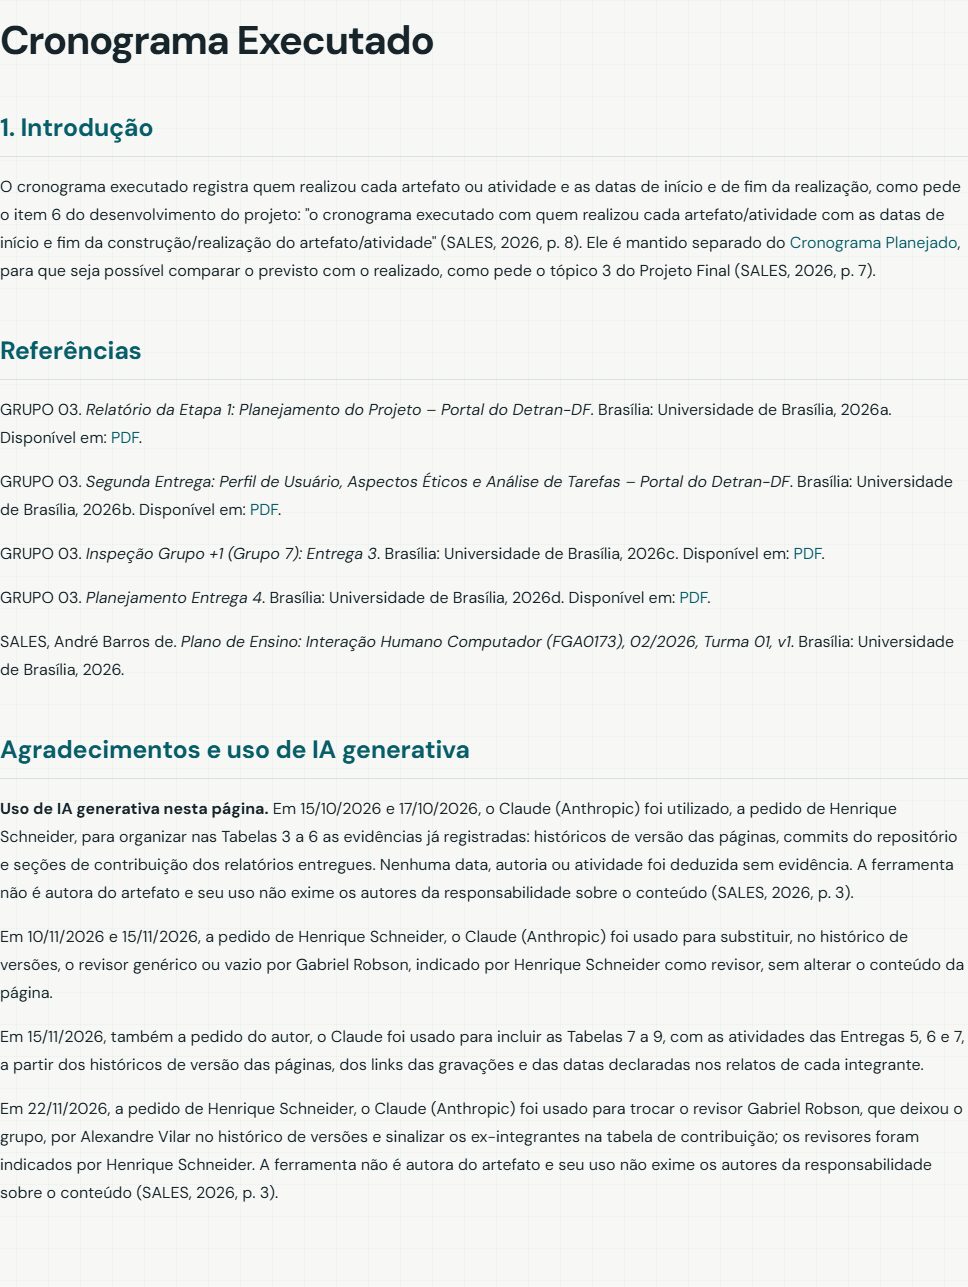 Cronograma Executado
1. Introdução
O cronograma executado registra quem realizou cada artefato ou atividade e as datas de início e de fim da realização, como pede
o item 6 do desenvolvimento do projeto: "o cronograma executado com quem realizou cada artefato/atividade com as datas de
início e fim da construção/realização do artefato/atividade" (SALES, 2026, p. 8). Ele é mantido separado do Cronograma Planejado,
para que seja possível comparar o previsto com o realizado, como pede o tópico 3 do Projeto Final (SALES, 2026, p. 7).
Referências
GRUPO 03. Relatório da Etapa 1: Planejamento do Projeto – Portal do Detran-DF. Brasília: Universidade de Brasília, 2026a.
Disponível em: PDF.
GRUPO 03. Segunda Entrega: Perfil de Usuário, Aspectos Éticos e Análise de Tarefas – Portal do Detran-DF. Brasília: Universidade
de Brasília, 2026b. Disponível em: PDF.
GRUPO 03. Inspeção Grupo +1 (Grupo 7): Entrega 3. Brasília: Universidade de Brasília, 2026c. Disponível em: PDF.
GRUPO 03. Planejamento Entrega 4. Brasília: Universidade de Brasília, 2026d. Disponível em: PDF.
SALES, André Barros de. Plano de Ensino: Interação Humano Computador (FGA0173), 02/2026, Turma 01, v1. Brasília: Universidade
de Brasília, 2026.
Agradecimentos e uso de IA generativa
Uso de IA generativa nesta página. Em 15/10/2026 e 17/10/2026, o Claude (Anthropic) foi utilizado, a pedido de Henrique
Schneider, para organizar nas Tabelas 3 a 6 as evidências já registradas: históricos de versão das páginas, commits do repositório
e seções de contribuição dos relatórios entregues. Nenhuma data, autoria ou atividade foi deduzida sem evidência. A ferramenta
não é autora do artefato e seu uso não exime os autores da responsabilidade sobre o conteúdo (SALES, 2026, p. 3).
Em 10/11/2026 e 15/11/2026, a pedido de Henrique Schneider, o Claude (Anthropic) foi usado para substituir, no histórico de
versões, o revisor genérico ou vazio por Gabriel Robson, indicado por Henrique Schneider como revisor, sem alterar o conteúdo da
página.
Em 15/11/2026, também a pedido do autor, o Claude foi usado para incluir as Tabelas 7 a 9, com as atividades das Entregas 5, 6 e 7,
a partir dos históricos de versão das páginas, dos links das gravações e das datas declaradas nos relatos de cada integrante.
Em 22/11/2026, a pedido de Henrique Schneider, o Claude (Anthropic) foi usado para trocar o revisor Gabriel Robson, que deixou o
grupo, por Alexandre Vilar no histórico de versões e sinalizar os ex-integrantes na tabela de contribuição; os revisores foram
indicados por Henrique Schneider. A ferramenta não é autora do artefato e seu uso não exime os autores da responsabilidade
sobre o conteúdo (SALES, 2026, p. 3).